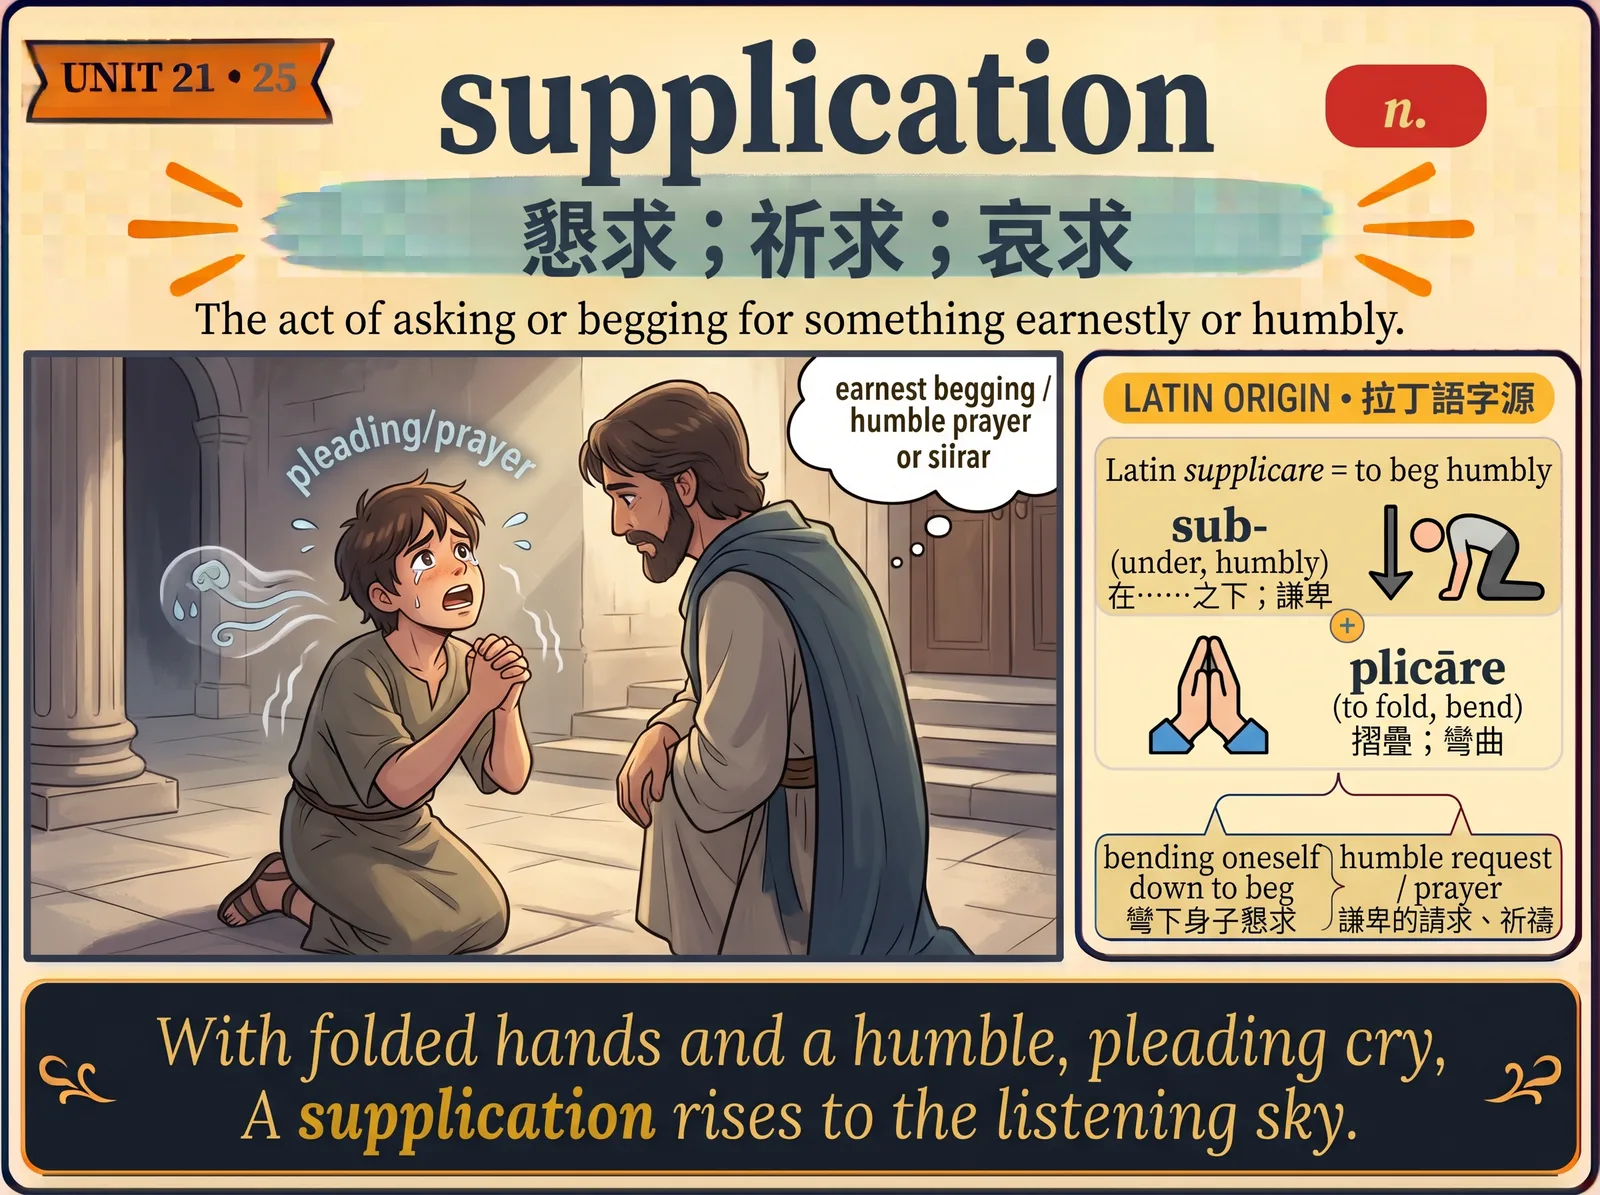 UNIT 21 • 25
supplication
n.
懇求；祈求；哀求
The act of asking or begging for something earnestly or humbly.
pleading/prayer
earnest begging /
humble prayer
or siirar
LATIN ORIGIN • 拉丁語字源
Latin supplicare = to beg humbly
sub-
(under, humbly)
在……之下；謙卑
+
plicāre
(to fold, bend)
摺疊；彎曲
bending oneself
down to beg
彎下身子懇求
humble request
/ prayer
謙卑的請求、祈禱
With folded hands and a humble, pleading cry,
A supplication rises to the listening sky.